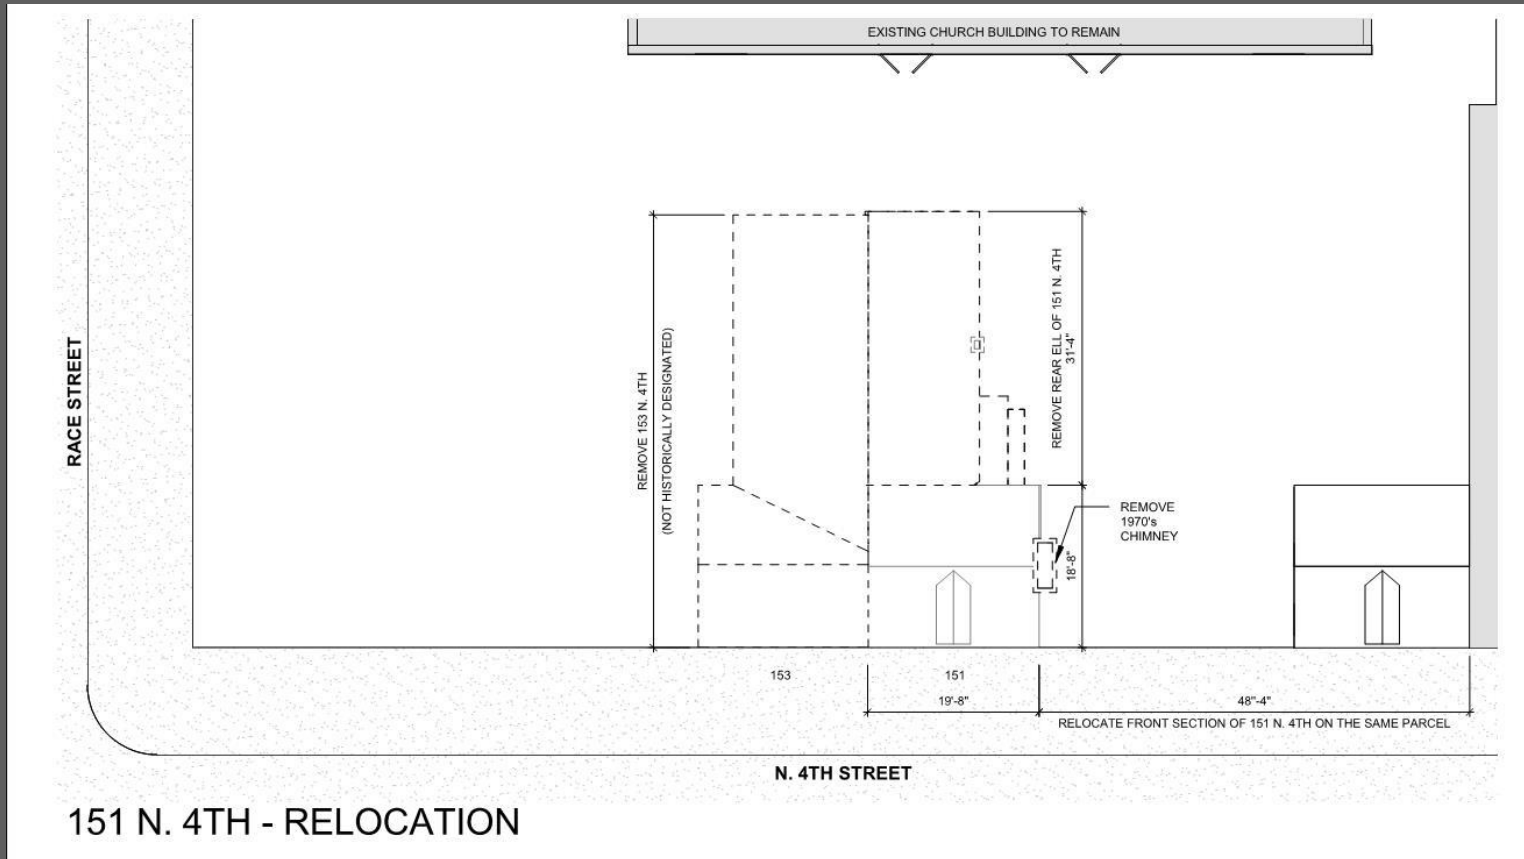 EXISTING CHURCH BUILDING TO REMAIN
RACE STREET
REMOVE 153 N. 4TH
(NOT HISTORICALLY DESIGNATED)
REMOVE REAR ELL OF 151 N. 4TH
31'-4"
REMOVE
1970's
CHIMNEY
18'-8"
153
151
19'-8"
48"-4"
RELOCATE FRONT SECTION OF 151 N. 4TH ON THE SAME PARCEL
N. 4TH STREET
151 N. 4TH - RELOCATION